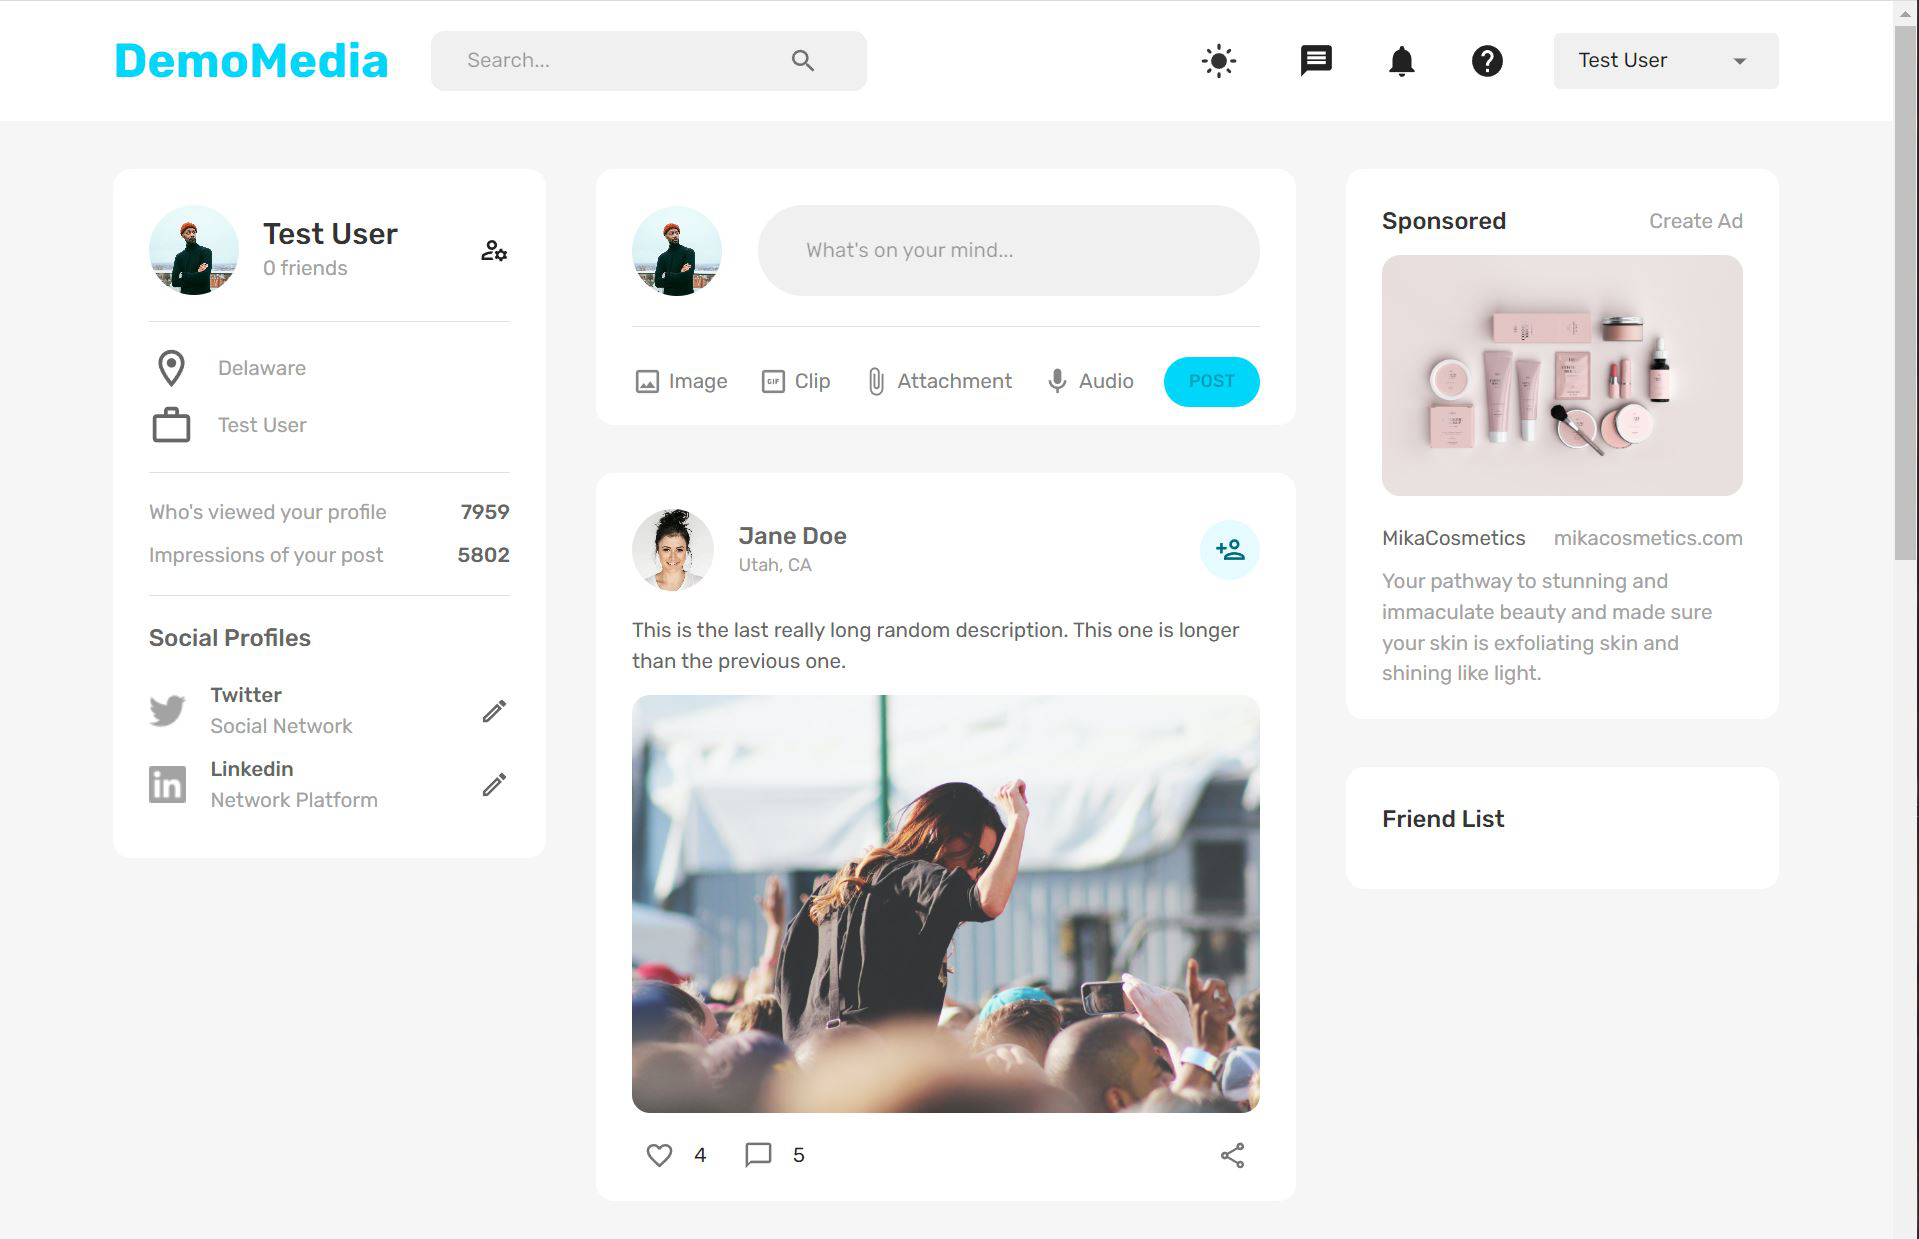 DemoMedia
Search...
Test User
Test User
0 friends
Delaware
Test User
Who's viewed your profile 7959
Impressions of your post 5802
Social Profiles
Twitter
Social Network
Linkedin
Network Platform
What's on your mind...
Image
GIF Clip
Attachment
Audio
POST
Jane Doe
Utah, CA
This is the last really long random description. This one is longer
than the previous one.
4
5
Sponsored Create Ad
MikaCosmetics mikacosmetics.com
Your pathway to stunning and
immaculate beauty and made sure
your skin is exfoliating skin and
shining like light.
Friend List